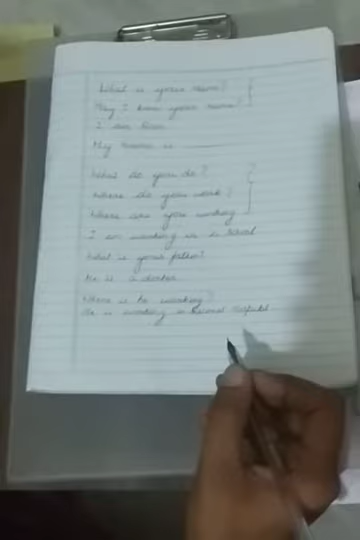 What is your name?
May I know your name?
I am
My name is
What do you do?
Where do you work?
Where are you working
I am working in a School
What is your father?
He is a doctor
Where is he working?
He is working in Hospital